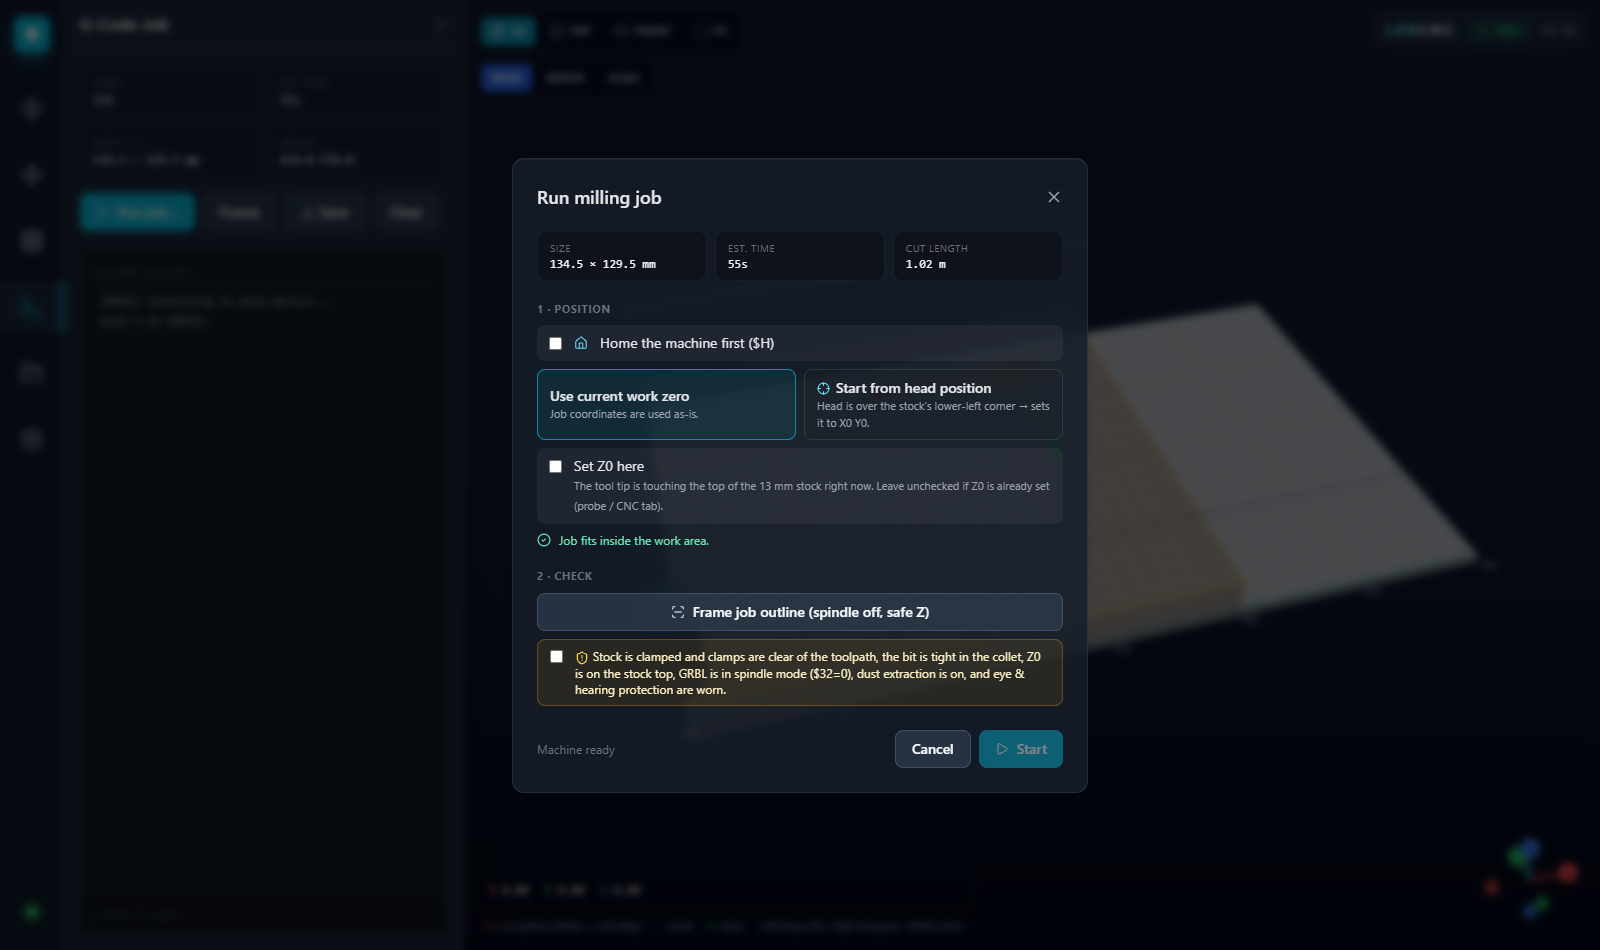 G-Code Job
Run milling job
SIZE
134.5 × 129.5 mm
EST. TIME
55s
CUT LENGTH
1.02 m
1 · POSITION
Home the machine first ($H)
Use current work zero
Job coordinates are used as-is.
Start from head position
Head is over the stock's lower-left corner → sets
it to X0 Y0.
Set Z0 here
The tool tip is touching the top of the 13 mm stock right now. Leave unchecked if Z0 is already set
(probe / CNC tab).
Job fits inside the work area.
2 · CHECK
Frame job outline (spindle off, safe Z)
Stock is clamped and clamps are clear of the toolpath, the bit is tight in the collet, Z0
is on the stock top, GRBL is in spindle mode ($32=0), dust extraction is on, and eye &
hearing protection are worn.
Machine ready
Cancel
Start